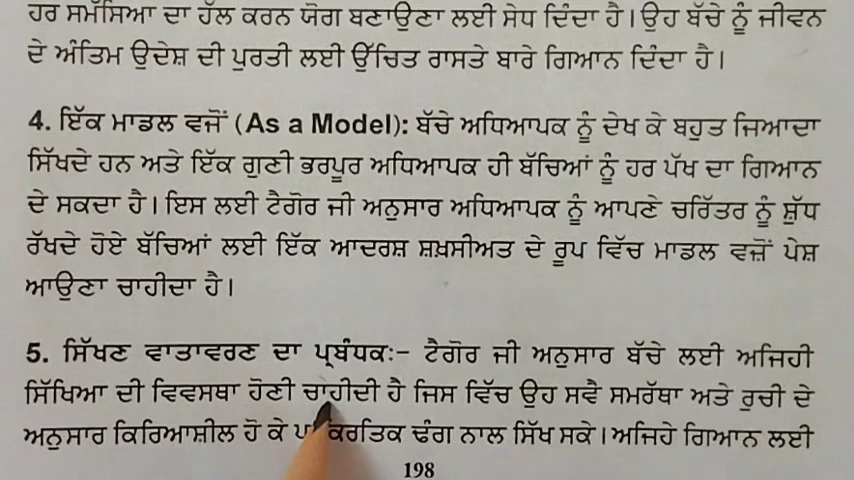 ਹਰ ਸਮੱਸਿਆ ਦਾ ਹੱਲ ਕਰਨ ਯੋਗ ਬਣਾਉਣਾ ਲਈ ਸੇਧ ਦਿੰਦਾ ਹੈ। ਉਹ ਬੱਚੇ ਨੂੰ ਜੀਵਨ
ਦੇ ਅੰਤਿਮ ਉਦੇਸ਼ ਦੀ ਪੁਰਤੀ ਲਈ ਉੱਚਿਤ ਰਾਸਤੇ ਬਾਰੇ ਗਿਆਨ ਦਿੰਦਾ ਹੈ।
4. ਇੱਕ ਮਾਡਲ ਵਜੋਂ (As a Model): ਬੱਚੇ ਅਧਿਆਪਕ ਨੂੰ ਦੇਖ ਕੇ ਬਹੁਤ ਜਿਆਦਾ
ਸਿੱਖਦੇ ਹਨ ਅਤੇ ਇੱਕ ਗੁਣੀ ਭਰਪੂਰ ਅਧਿਆਪਕ ਹੀ ਬੱਚਿਆਂ ਨੂੰ ਹਰ ਪੱਖ ਦਾ ਗਿਆਨ
ਦੇ ਸਕਦਾ ਹੈ। ਇਸ ਲਈ ਟੈਗੋਰ ਜੀ ਅਨੁਸਾਰ ਅਧਿਆਪਕ ਨੂੰ ਆਪਣੇ ਚਰਿੱਤਰ ਨੂੰ ਸ਼ੁੱਧ
ਰੱਖਦੇ ਹੋਏ ਬੱਚਿਆਂ ਲਈ ਇੱਕ ਆਦਰਸ਼ ਸ਼ਖ਼ਸੀਅਤ ਦੇ ਰੂਪ ਵਿੱਚ ਮਾਡਲ ਵਜੋਂ ਪੇਸ਼
ਆਉਣਾ ਚਾਹੀਦਾ ਹੈ।
5. ਸਿੱਖਣ ਵਾਤਾਵਰਣ ਦਾ ਪ੍ਰਬੰਧਕ:- ਟੈਗੋਰ ਜੀ ਅਨੁਸਾਰ ਬੱਚੇ ਲਈ ਅਜਿਹੀ
ਸਿੱਖਿਆ ਦੀ ਵਿਵਸਥਾ ਹੋਣੀ ਚਾਹੀਦੀ ਹੈ ਜਿਸ ਵਿੱਚ ਉਹ ਸਵੈ ਸਮਰੱਥਾ ਅਤੇ ਰੁਚੀ ਦੇ
ਅਨੁਸਾਰ ਕਿਰਿਆਸ਼ੀਲ ਹੋ ਕੇ ਢੰਗ ਨਾਲ ਸਿੱਖ ਸਕੇ। ਅਜਿਹੇ ਗਿਆਨ ਲਈ
198